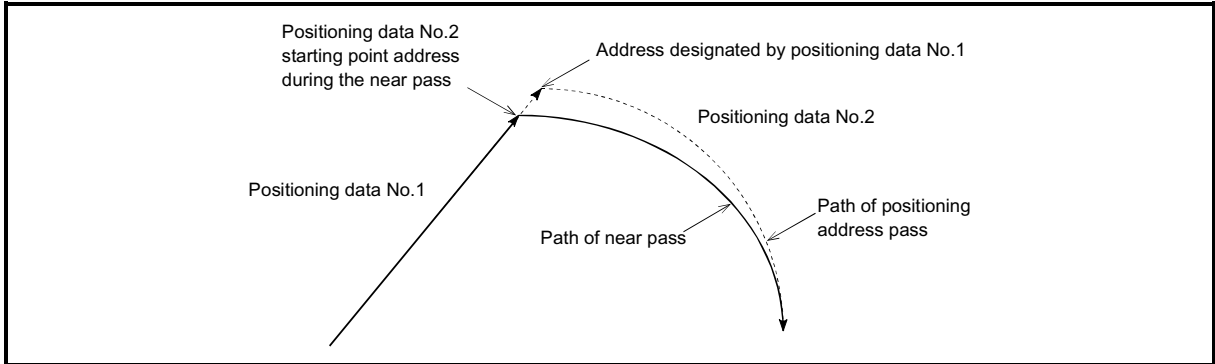 Positioning data No.2
starting point address
during the near pass
Address designated by positioning data No.1
Positioning data No.2
Positioning data No.1
Path of near pass
Path of positioning
address pass